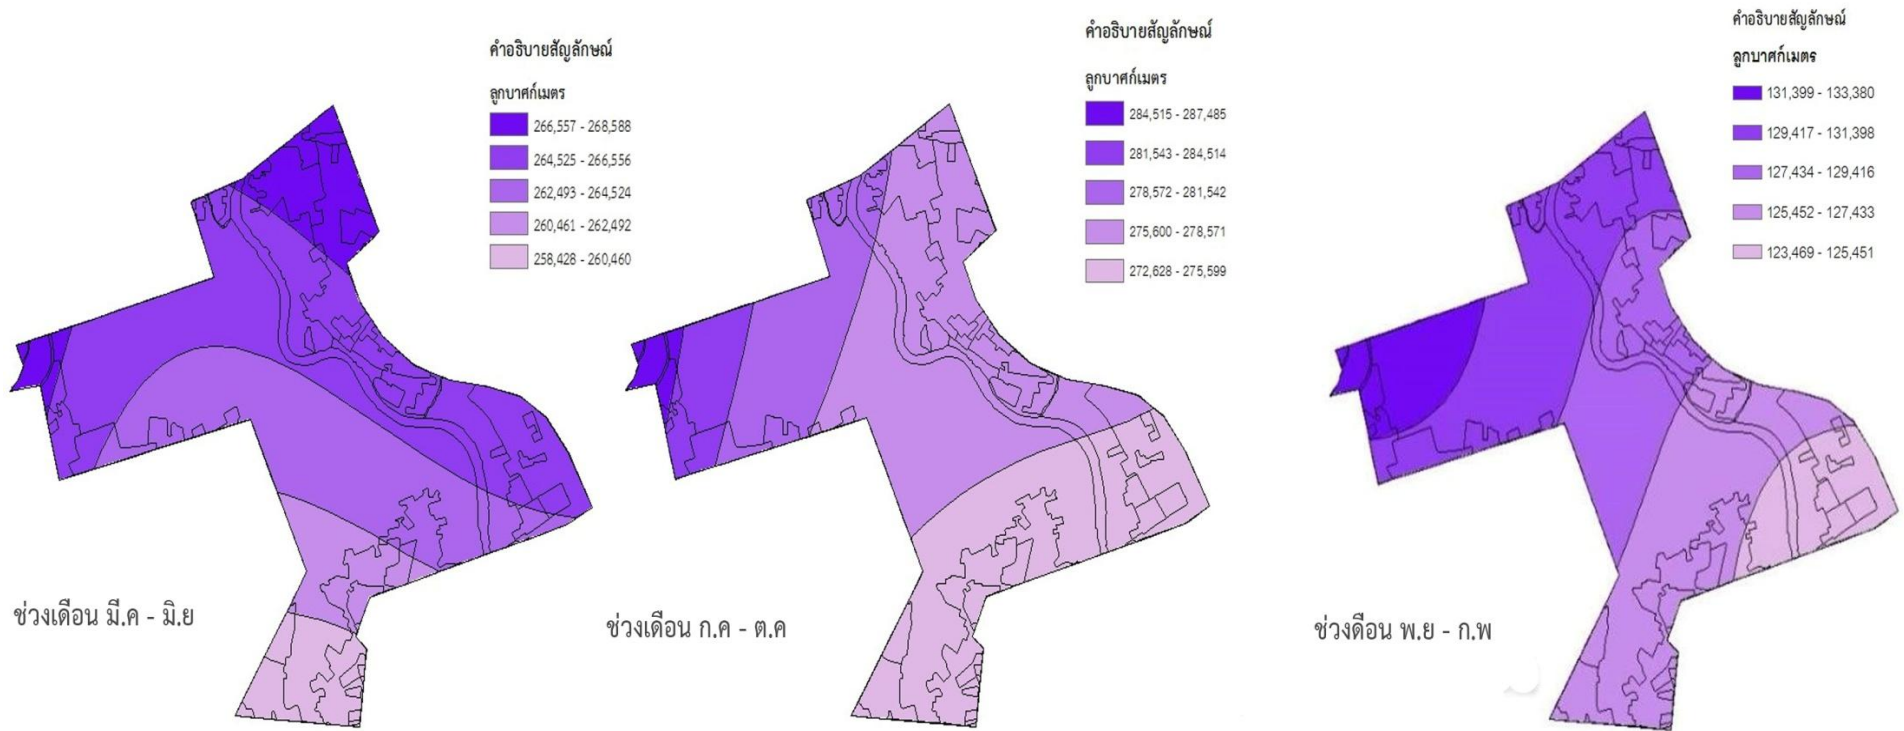 คำอธิบายสัญลักษณ์
ลูกบาศก์เมตร
266,557 - 268,588
264,525 - 266,556
262,493 - 264,524
260,461 - 262,492
258,428 - 260,460
ช่วงเดือน มี.ค - มิ.ย
คำอธิบายสัญลักษณ์
ลูกบาศก์เมตร
284,515 - 287,485
281,543 - 284,514
278,572 - 281,542
275,600 - 278,571
272,628 - 275,599
ช่วงเดือน ก.ค - ต.ค
คำอธิบายสัญลักษณ์
ลูกบาศก์เมตร
131,399 - 133,380
129,417 - 131,398
127,434 - 129,416
125,452 - 127,433
123,469 - 125,451
ช่วงดือน พ.ย - ก.พ